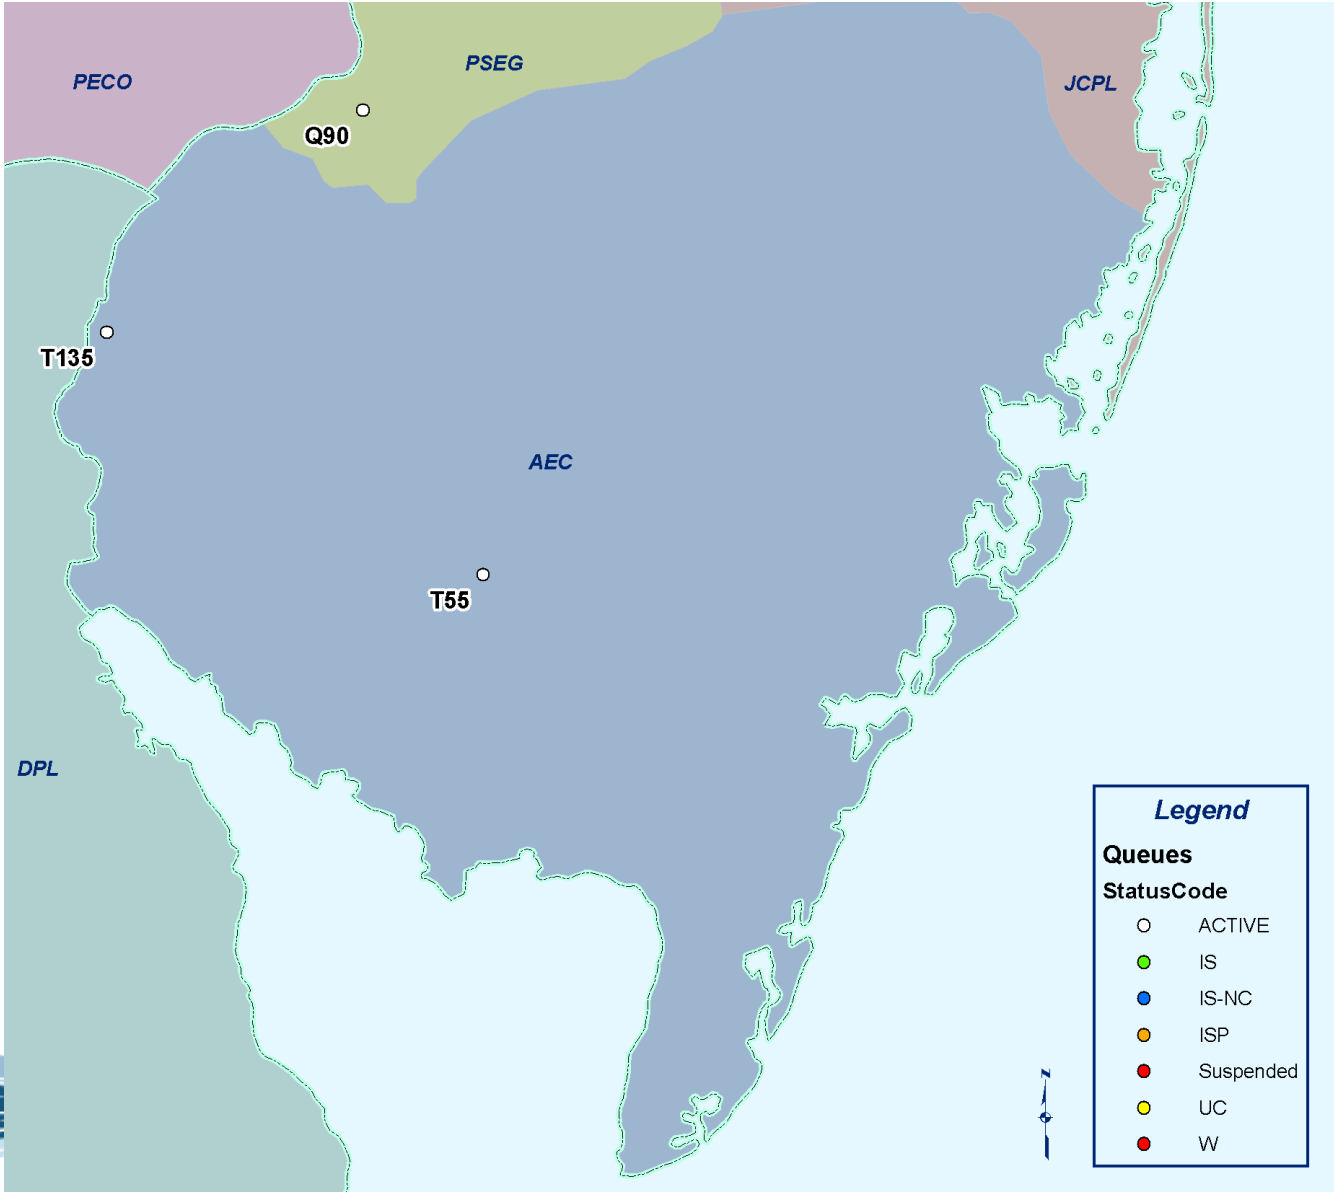 PSEG
PECO
JCPL
Q90
T135
AEC
T55
DPL
Legend
Queues
StatusCode
ACTIVE
IS
IS-NC
ISP
Suspended
UC
W
N